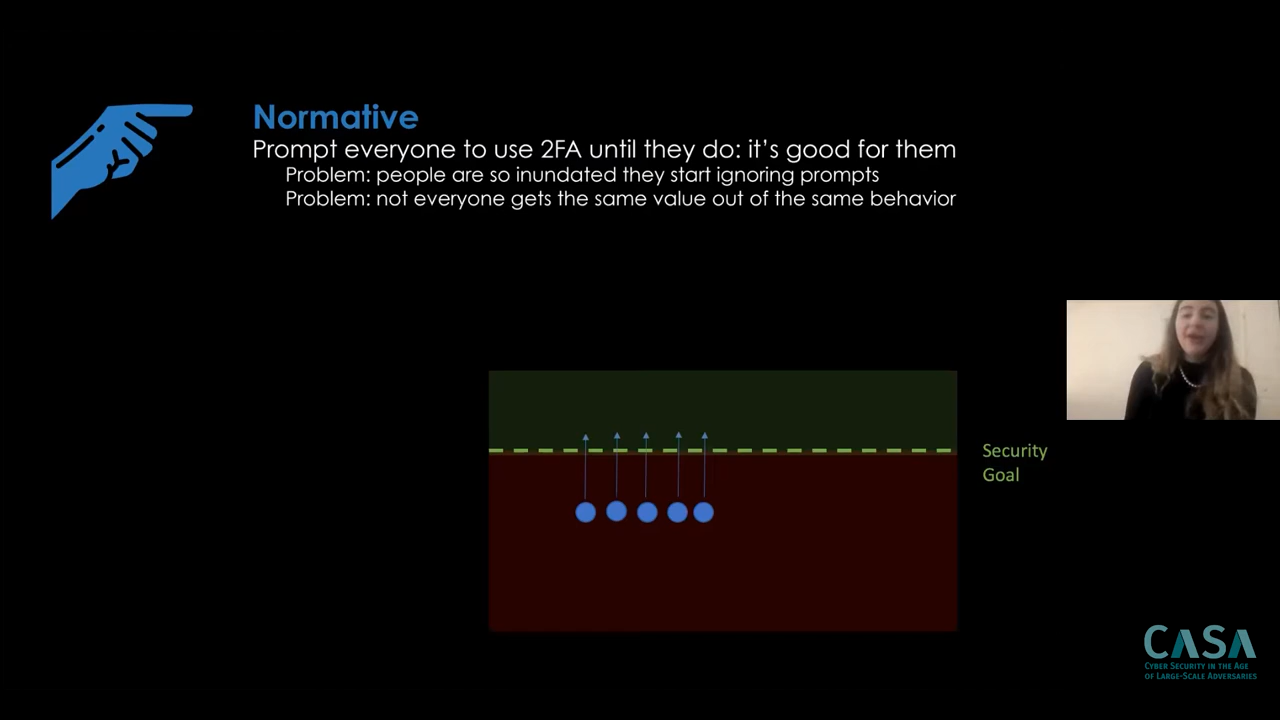 Normative
Prompt everyone to use 2FA until they do: it's good for them
Problem: people are so inundated they start ignoring prompts
Problem: not everyone gets the same value out of the same behavior
Security
Goal
CASA
CYBER SECURITY IN THE AGE
OF LARGE-SCALE ADVERSARIES